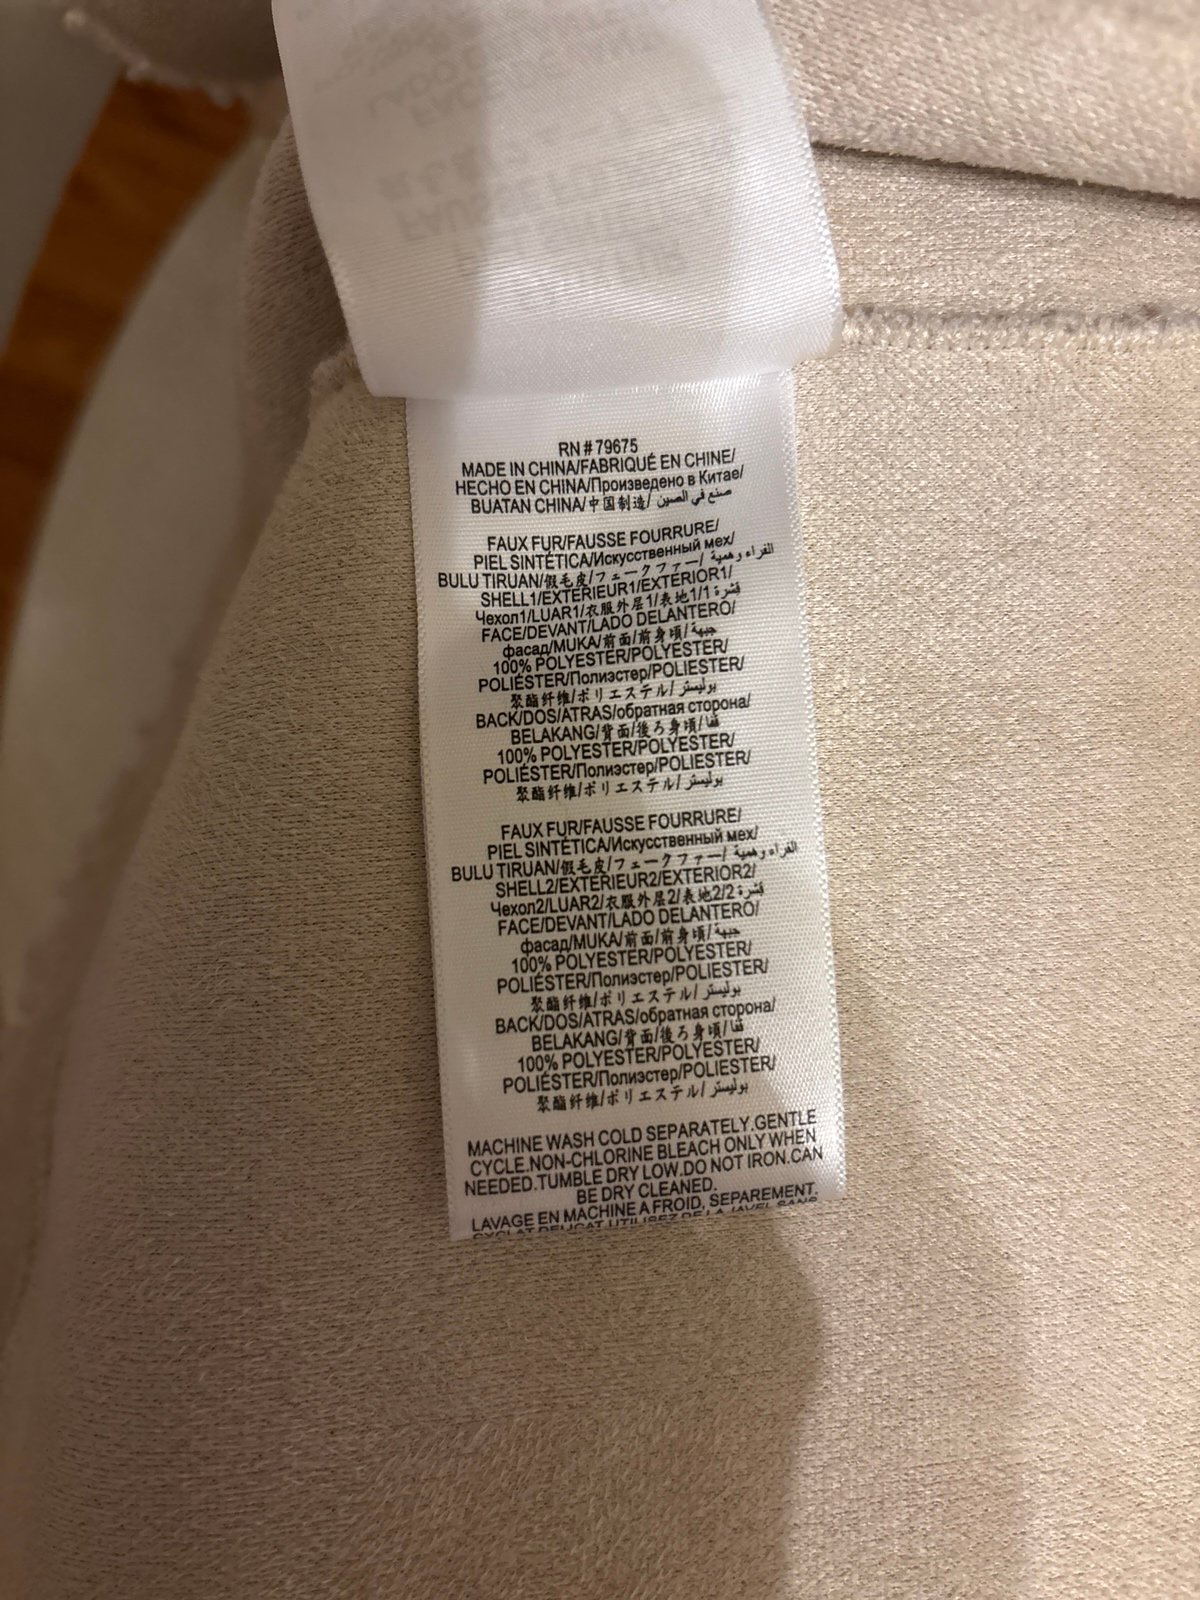 RN#79675
MADE IN CHINA/FABRIQUÉ EN CHINE/
HECHO EN CHINA/Произведено в Китае/
BUATAN CHINA/中国制造/ صنع في الصين
FAUX FUR/FAUSSE FOURRURE/
PIEL SINTÉTICA/Искусственный мех/
BULU TIRUAN/假毛皮/フェークファー/ الفراء وهمية
SHELL1/EXTÉRIEUR1/EXTERIOR1/
Чехол1/LUAR1/衣服外层1/表地1/1 قشرة
FACE/DEVANT/LADO DELANTERO/
фасад/MUKA/前面/前身頃/ جبهة
100% POLYESTER/POLYESTER/
POLIÉSTER/Полиэстер/POLIESTER/
聚酯纤维/ポリエステル/ بوليستر
BACK/DOS/ATRAS/обратная сторона/
BELAKANG/背面/後ろ身頃/ قفا
100% POLYESTER/POLYESTER/
POLIÉSTER/Полиэстер/POLIESTER/
聚酯纤维/ポリエステル/ بوليستر
FAUX FUR/FAUSSE FOURRURE/
PIEL SINTÉTICA/Искусственный мех/
BULU TIRUAN/假毛皮/フェークファー/ الفراء وهمية
SHELL2/EXTÉRIEUR2/EXTERIOR2/
Чехол2/LUAR2/衣服外层2/表地2/2 قشرة
FACE/DEVANT/LADO DELANTERO/
фасад/MUKA/前面/前身頃/ جبهة
100% POLYESTER/POLYESTER/
POLIÉSTER/Полиэстер/POLIESTER/
聚酯纤维/ポリエステル/ بوليستر
BACK/DOS/ATRAS/обратная сторона/
BELAKANG/背面/後ろ身頃/ قفا
100% POLYESTER/POLYESTER/
POLIÉSTER/Полиэстер/POLIESTER/
聚酯纤维/ポリエステル/ بوليستر
MACHINE WASH COLD SEPARATELY.GENTLE
CYCLE.NON-CHLORINE BLEACH ONLY WHEN
NEEDED.TUMBLE DRY LOW.DO NOT IRON.CAN
BE DRY CLEANED.
LAVAGE EN MACHINE A FROID, SEPAREMENT.